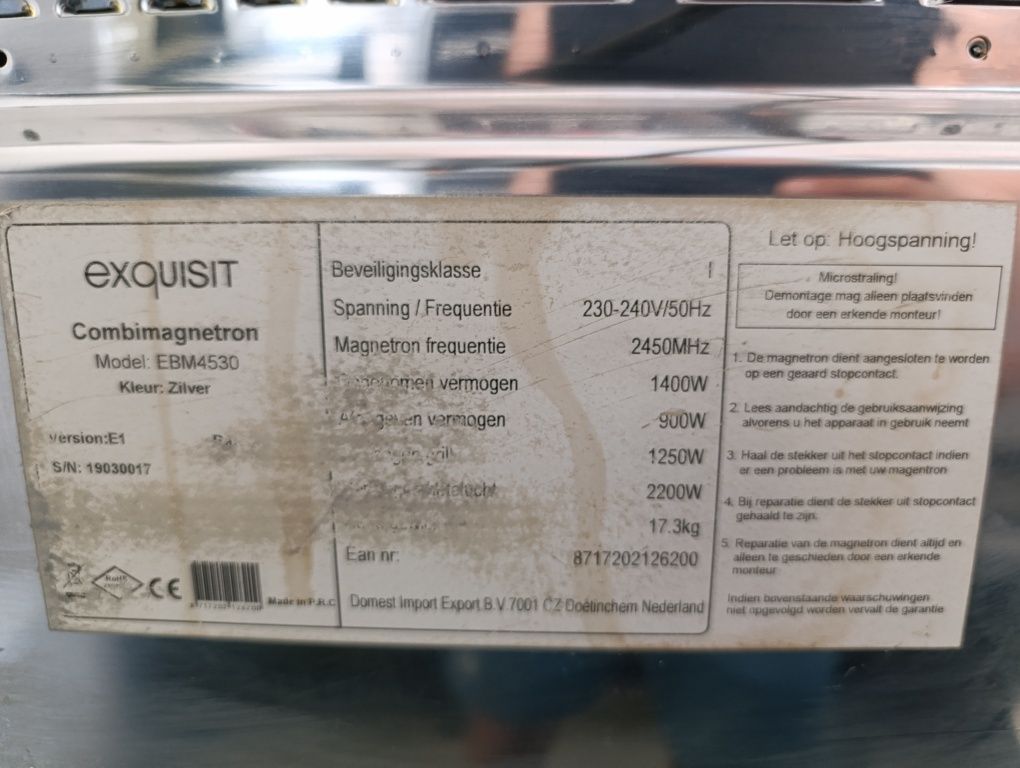 exquisit
Combimagnetron
Model: EBM4530
Kleur: Zilver
version:E1
S/N: 19030017
RoHS
CE
8717202126200
Made in P.R.C
Beveiligingsklasse I
Spanning / Frequentie 230-240V/50Hz
Magnetron frequentie 2450MHz
vermogen 1400W
vermogen 900W
1250W
2200W
17.3kg
Ean nr: 8717202126200
Domest Import Export B.V 7001 CZ Doetinchem Nederland
Let op: Hoogspanning!
Microstraling!
Demontage mag alleen plaatsvinden
door een erkende monteur!
1. De magnetron dient aangesloten te worden
op een geaard stopcontact.
2. Lees aandachtig de gebruiksaanwijzing
alvorens u het apparaat in gebruik neemt
3. Haal de stekker uit het stopcontact indien
er een probleem is met uw magentron
4. Bij reparatie dient de stekker uit stopcontact
gehaald te zijn.
5. Reparatie van de magnetron dient altijd en
alleen te geschieden door een erkende
monteur
Indien bovenstaande waarschuwingen
niet opgevolgd worden vervalt de garantie